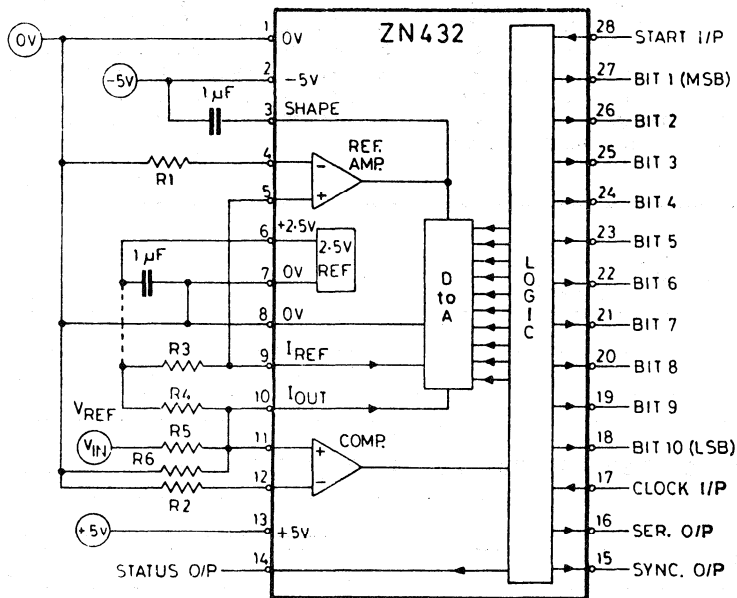 ZN432
0V
1
0V
-5V
2
-5V
1µF
3
SHAPE
4
R1
REF.
AMP.
-
+
5
6
+2·5V
2·5V
REF
1µF
7
0V
8
0V
D
to
A
LOGIC
R3
9
IREF
VREF
R4
10
IOUT
VIN
R5
11
COMP.
+
-
R6
12
R2
+5V
13
+5V
STATUS O/P
14
28
START I/P
27
BIT 1 (MSB)
26
BIT 2
25
BIT 3
24
BIT 4
23
BIT 5
22
BIT 6
21
BIT 7
20
BIT 8
19
BIT 9
18
BIT 10 (LSB)
17
CLOCK I/P
16
SER. O/P
15
SYNC. O/P